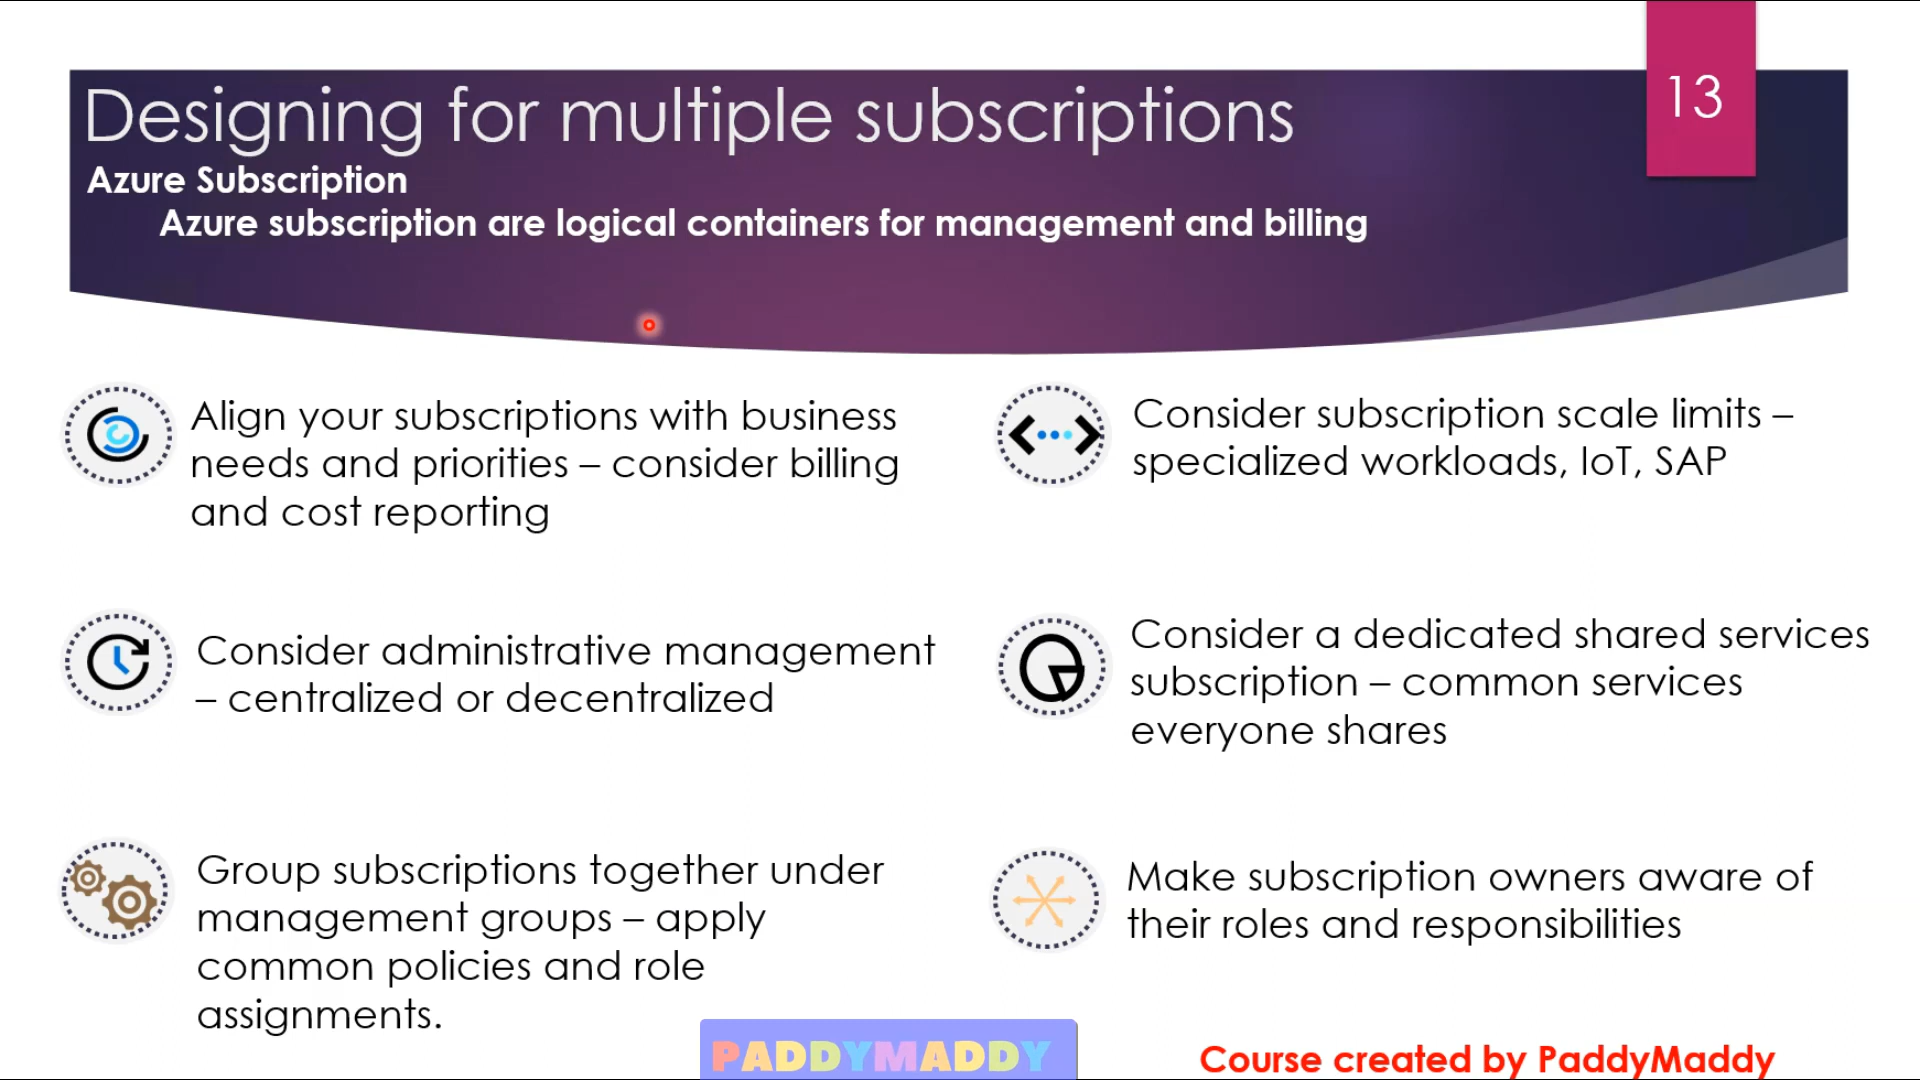 13
Designing for multiple subscriptions
Azure Subscription
Azure subscription are logical containers for management and billing
Align your subscriptions with business
needs and priorities – consider billing
and cost reporting
Consider subscription scale limits –
specialized workloads, IoT, SAP
Consider administrative management
– centralized or decentralized
Consider a dedicated shared services
subscription – common services
everyone shares
Group subscriptions together under
management groups – apply
common policies and role
assignments.
Make subscription owners aware of
their roles and responsibilities
PADDYMADDY
Course created by PaddyMaddy